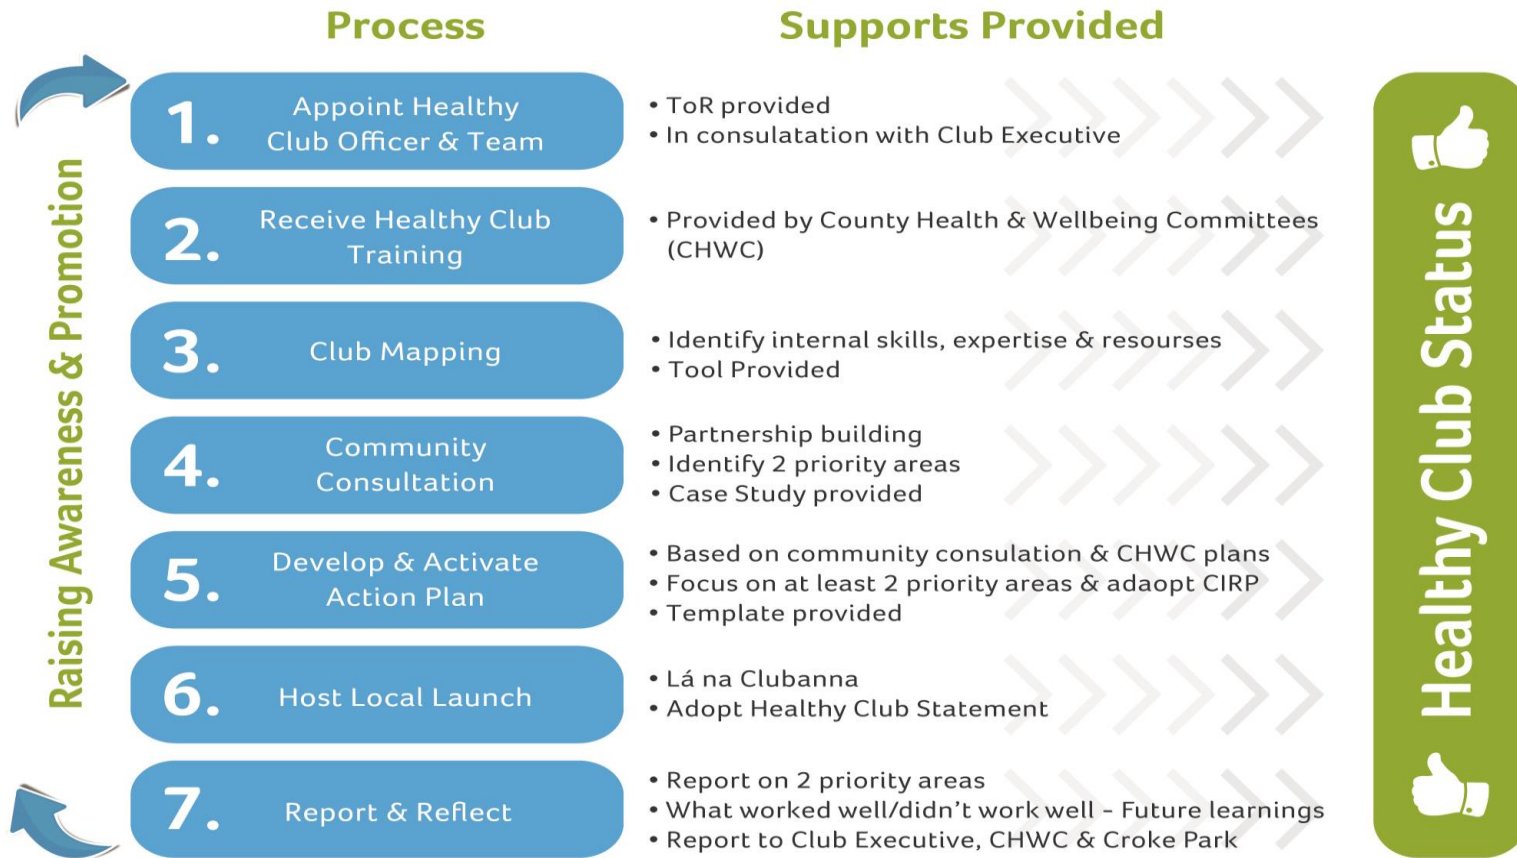 Process
Supports Provided
Raising Awareness & Promotion
1.
Appoint Healthy
Club Officer & Team
• ToR provided
• In consulatation with Club Executive
2.
Receive Healthy Club
Training
• Provided by County Health & Wellbeing Committees
(CHWC)
3.
Club Mapping
• Identify internal skills, expertise & resourses
• Tool Provided
4.
Community
Consultation
• Partnership building
• Identify 2 priority areas
• Case Study provided
5.
Develop & Activate
Action Plan
• Based on community consulation & CHWC plans
• Focus on at least 2 priority areas & adaopt CIRP
• Template provided
6.
Host Local Launch
• Lá na Clubanna
• Adopt Healthy Club Statement
7.
Report & Reflect
• Report on 2 priority areas
• What worked well/didn't work well – Future learnings
• Report to Club Executive, CHWC & Croke Park
Healthy Club Status